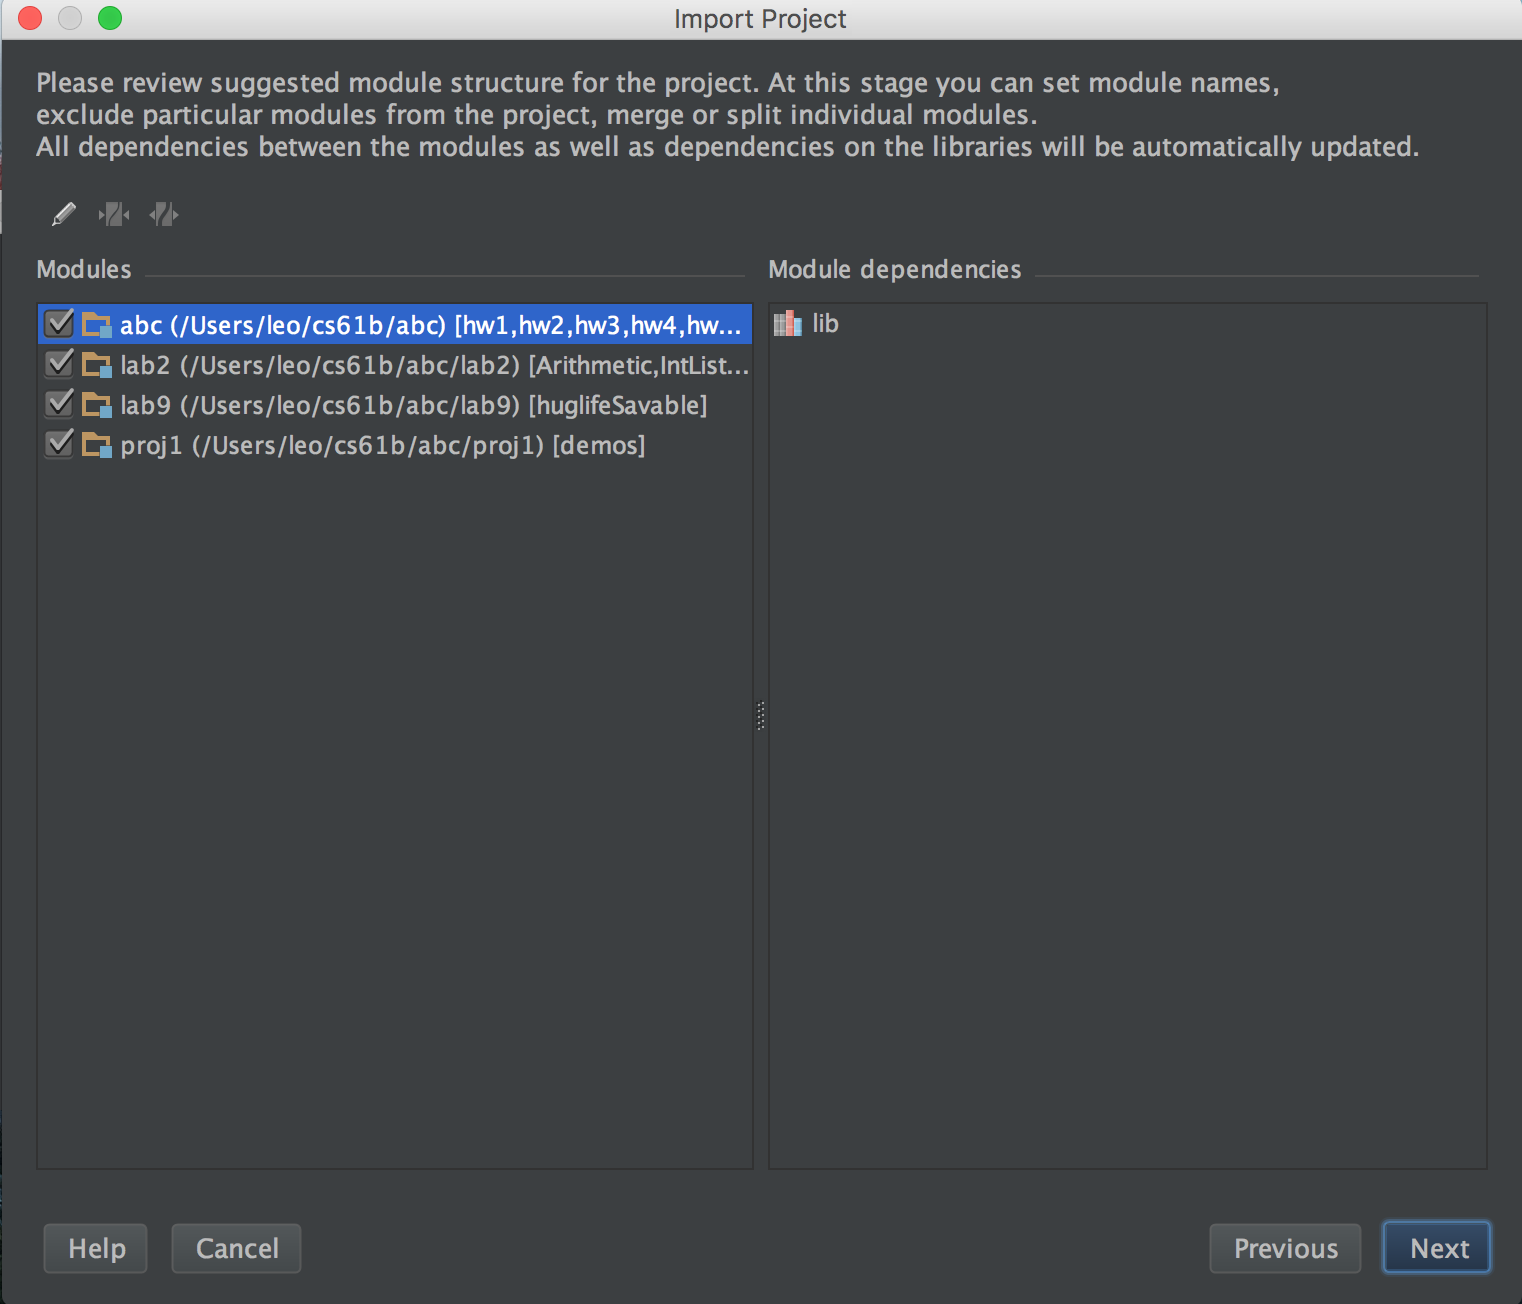 Import Project
Please review suggested module structure for the project. At this stage you can set module names,
exclude particular modules from the project, merge or split individual modules.
All dependencies between the modules as well as dependencies on the libraries will be automatically updated.
Modules
Module dependencies
abc (/Users/leo/cs61b/abc) [hw1,hw2,hw3,hw4,hw...
lab2 (/Users/leo/cs61b/abc/lab2) [Arithmetic,IntList...
lab9 (/Users/leo/cs61b/abc/lab9) [huglifeSavable]
proj1 (/Users/leo/cs61b/abc/proj1) [demos]
lib
Help
Cancel
Previous
Next